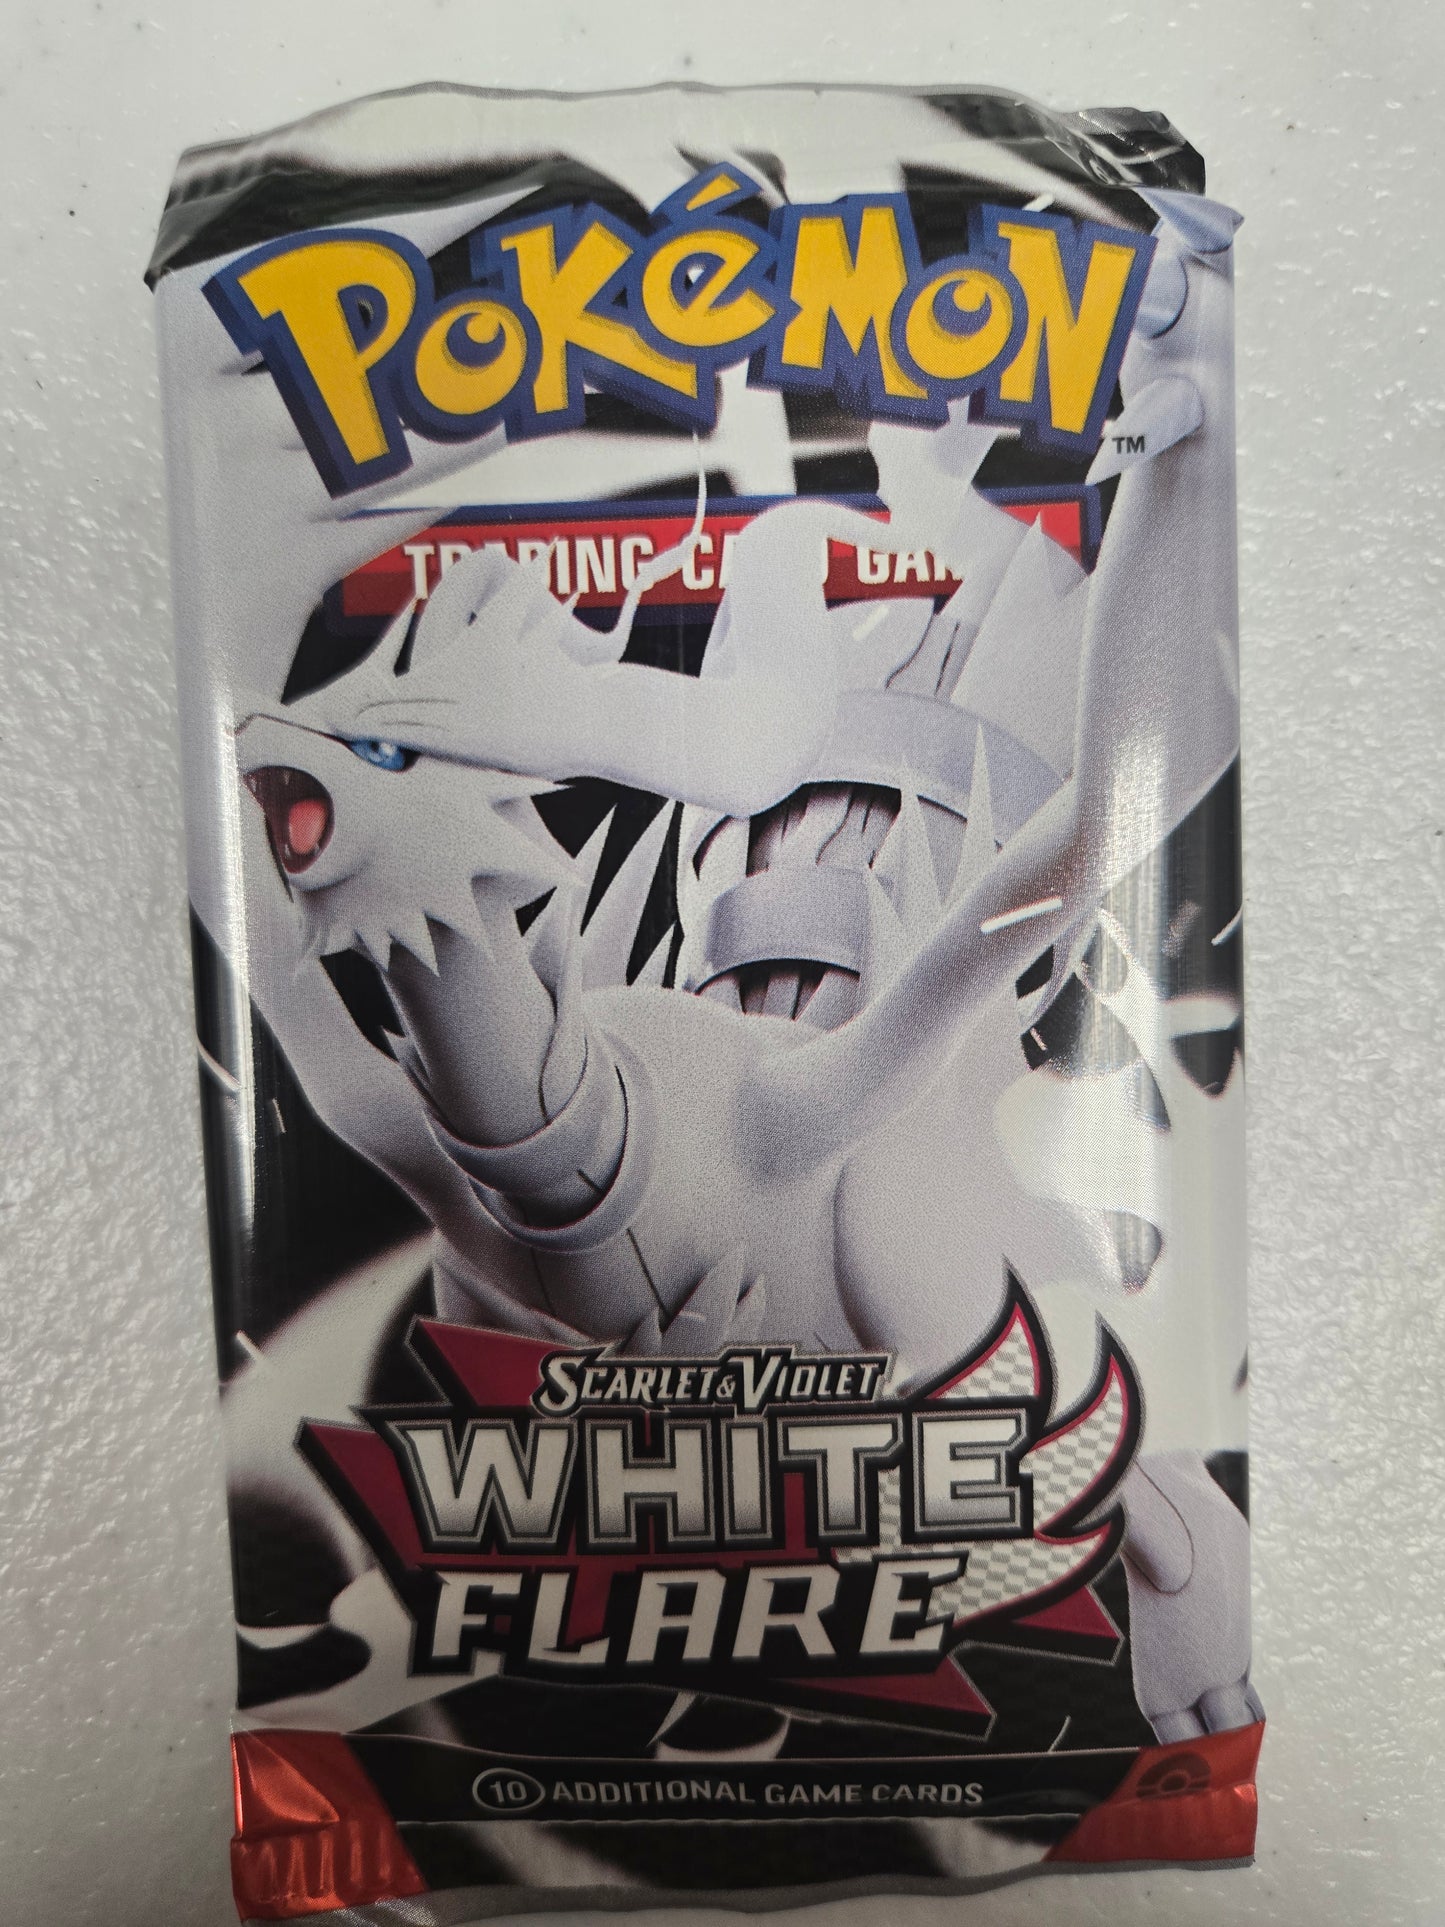 POKéMON
TM
TRADING CARD GAME
SCARLET & VIOLET
WHITE
FLARE
10 ADDITIONAL GAME CARDS